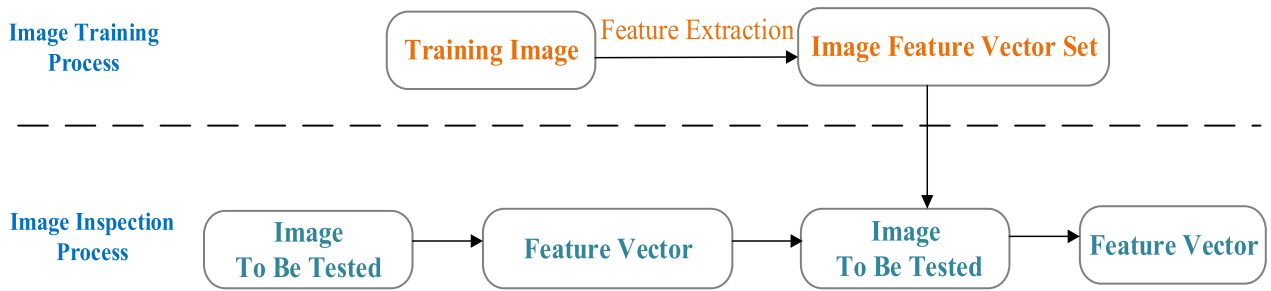 Image Training
Process
Training Image
Feature Extraction
Image Feature Vector Set
Image Inspection
Process
Image
To Be Tested
Feature Vector
Image
To Be Tested
Feature Vector